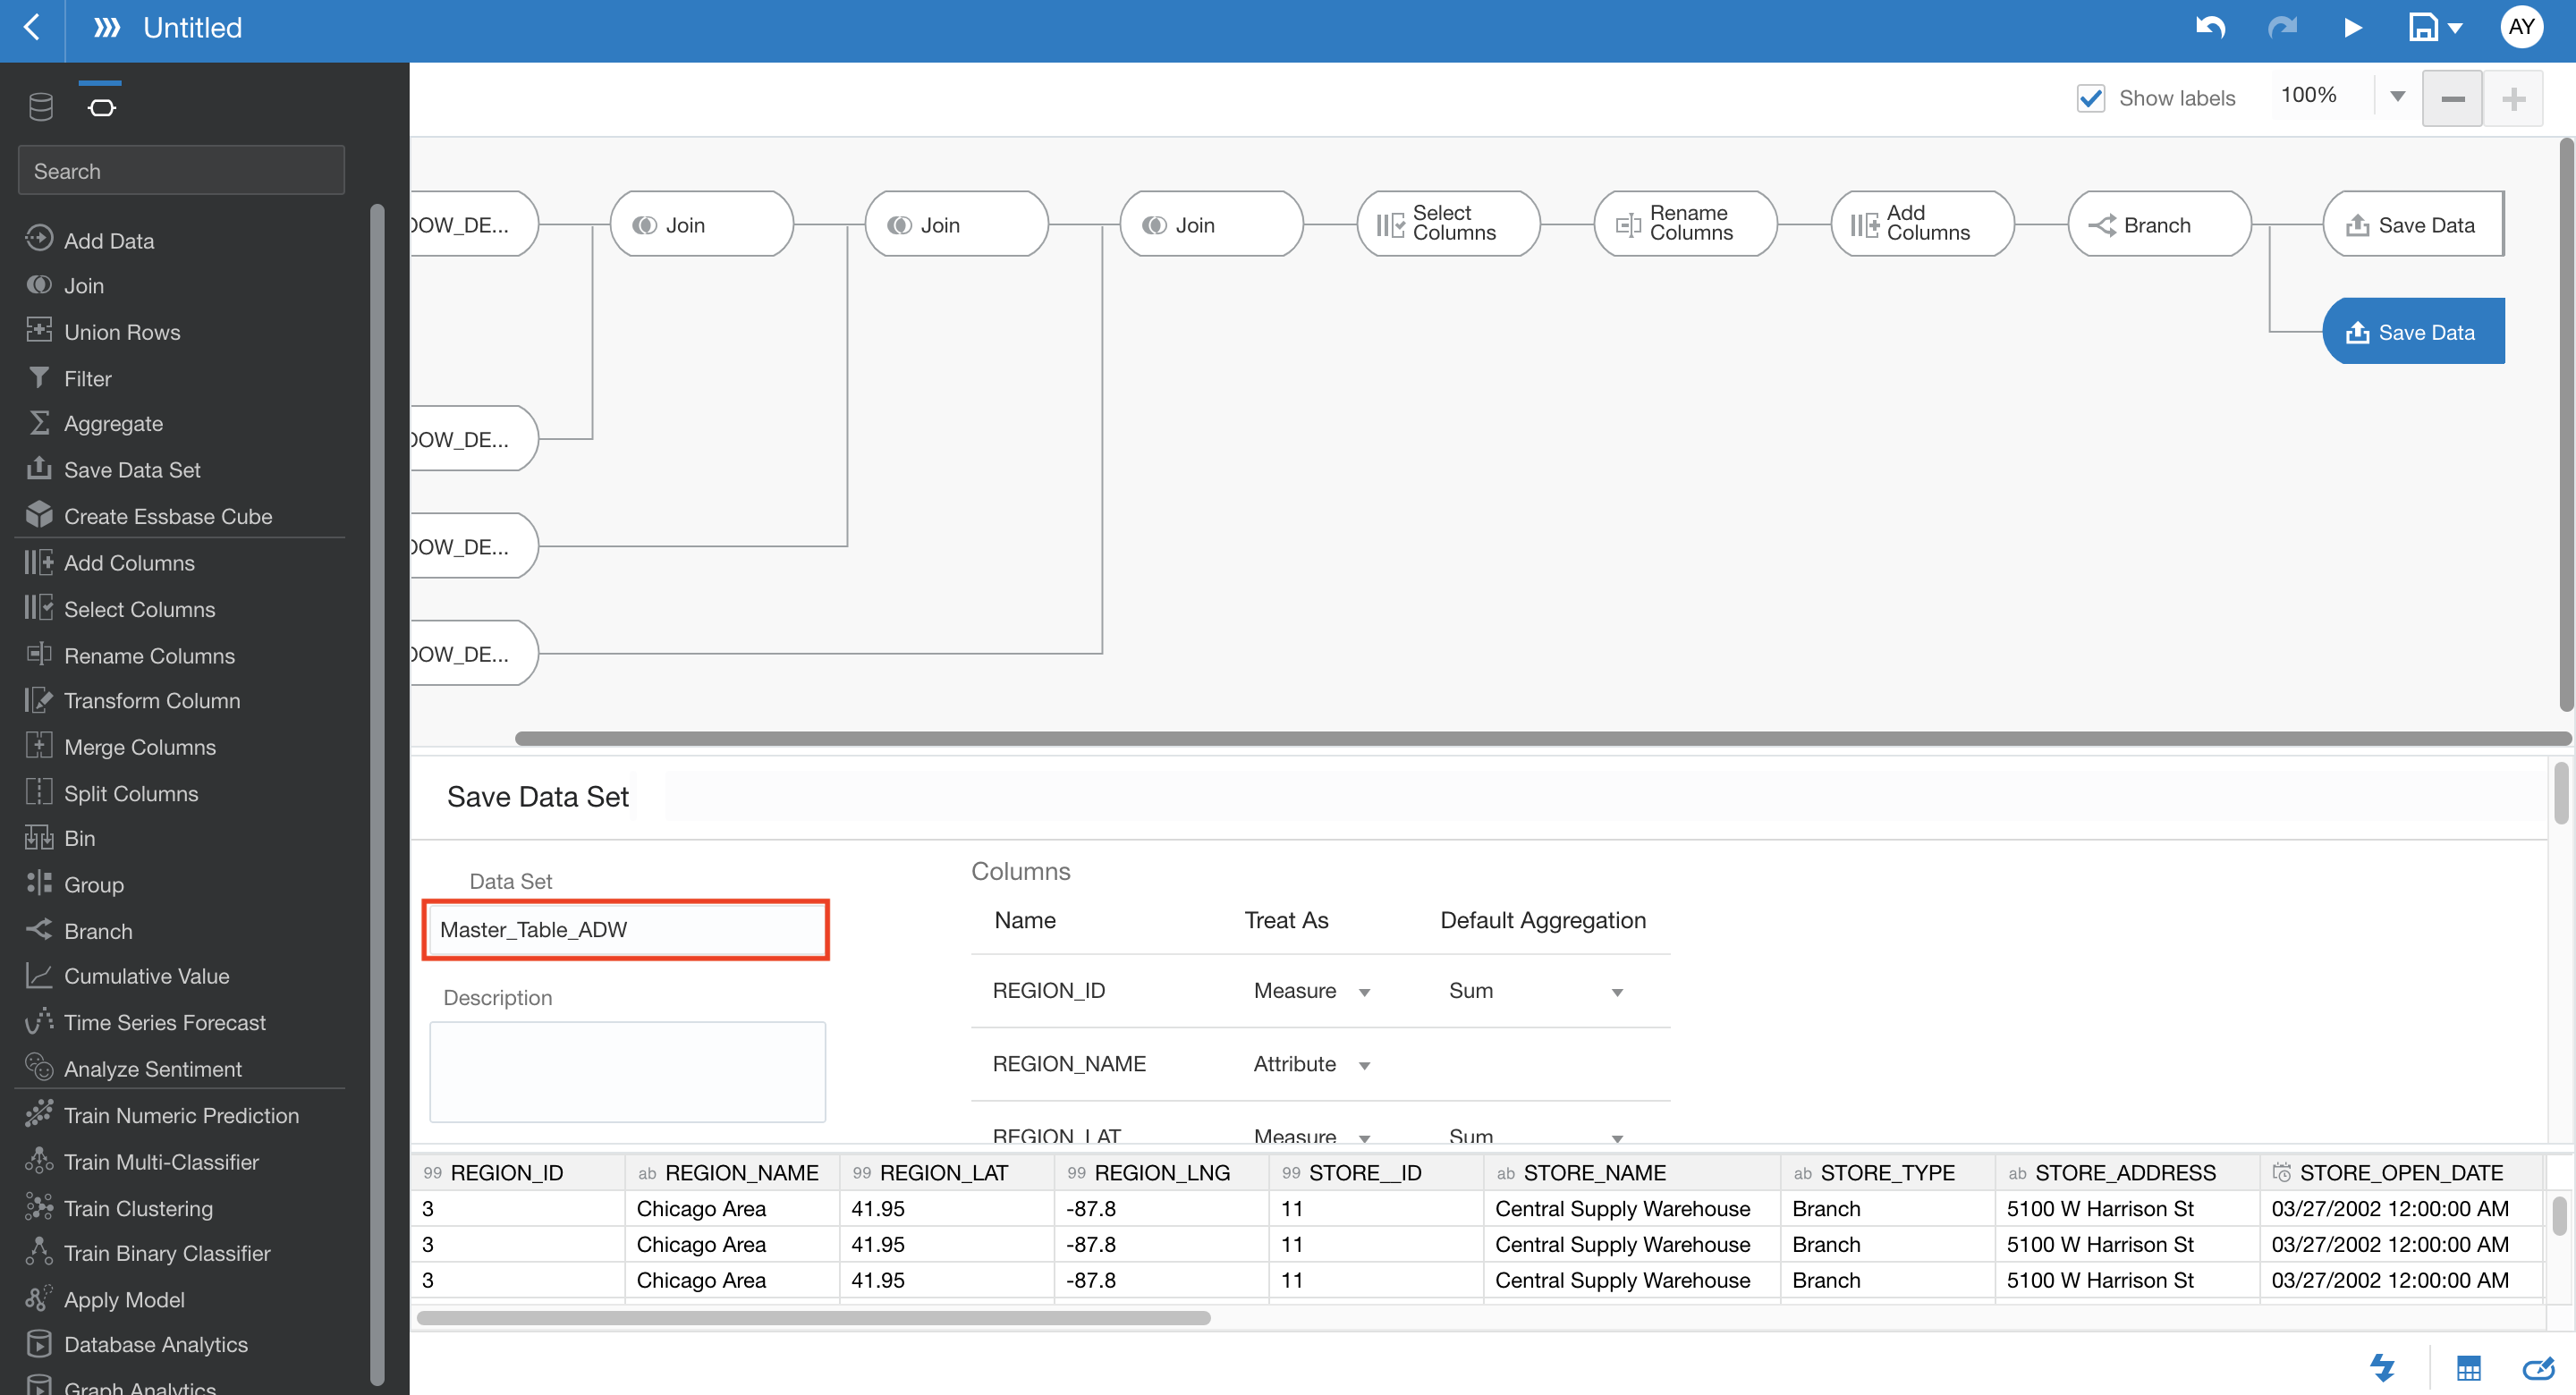 Untitled
AY
Show labels
100%
Search
Add Data
Join
Union Rows
Filter
Aggregate
Save Data Set
Create Essbase Cube
Add Columns
Select Columns
Rename Columns
Transform Column
Merge Columns
Split Columns
Bin
Group
Branch
Cumulative Value
Time Series Forecast
Analyze Sentiment
Train Numeric Prediction
Train Multi-Classifier
Train Clustering
Train Binary Classifier
Apply Model
Database Analytics
Graph Analytics
OOW_DE...
Join
Join
Join
Select
Columns
Rename
Columns
Add
Columns
Branch
Save Data
Save Data
OOW_DE...
OOW_DE...
OOW_DE...
Save Data Set
Data Set
Master_Table_ADW
Description
Columns
Name Treat As Default Aggregation
REGION_ID Measure Sum
REGION_NAME Attribute
REGION_LAT Measure Sum
99 REGION_ID ab REGION_NAME 99 REGION_LAT 99 REGION_LNG 99 STORE__ID ab STORE_NAME ab STORE_TYPE ab STORE_ADDRESS STORE_OPEN_DATE
3 Chicago Area 41.95 -87.8 11 Central Supply Warehouse Branch 5100 W Harrison St 03/27/2002 12:00:00 AM
3 Chicago Area 41.95 -87.8 11 Central Supply Warehouse Branch 5100 W Harrison St 03/27/2002 12:00:00 AM
3 Chicago Area 41.95 -87.8 11 Central Supply Warehouse Branch 5100 W Harrison St 03/27/2002 12:00:00 AM